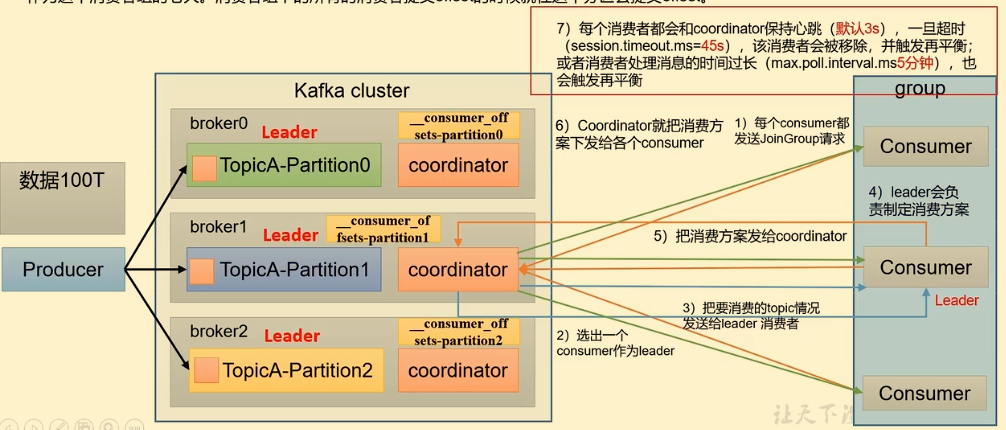 7）每个消费者都会和coordinator保持心跳（默认3s），一旦超时
（session.timeout.ms=45s），该消费者会被移除，并触发再平衡；
或者消费者处理消息的时间过长（max.poll.interval.ms5分钟），也
会触发再平衡
Kafka cluster
group
broker0
Leader
__consumer_off
sets-partition0
TopicA-Partition0
coordinator
6）Coordinator就把消费方
案下发给各个consumer
1）每个consumer都
发送JoinGroup请求
Consumer
数据100T
4）leader会负
责制定消费方案
broker1
Leader
__consumer_of
fsets-partition1
5）把消费方案发给coordinator
Producer
TopicA-Partition1
coordinator
Consumer
Leader
3）把要消费的topic情况
发送给leader 消费者
broker2
Leader
__consumer_off
sets-partition2
2）选出一个
consumer作为leader
TopicA-Partition2
coordinator
Consumer
让天下